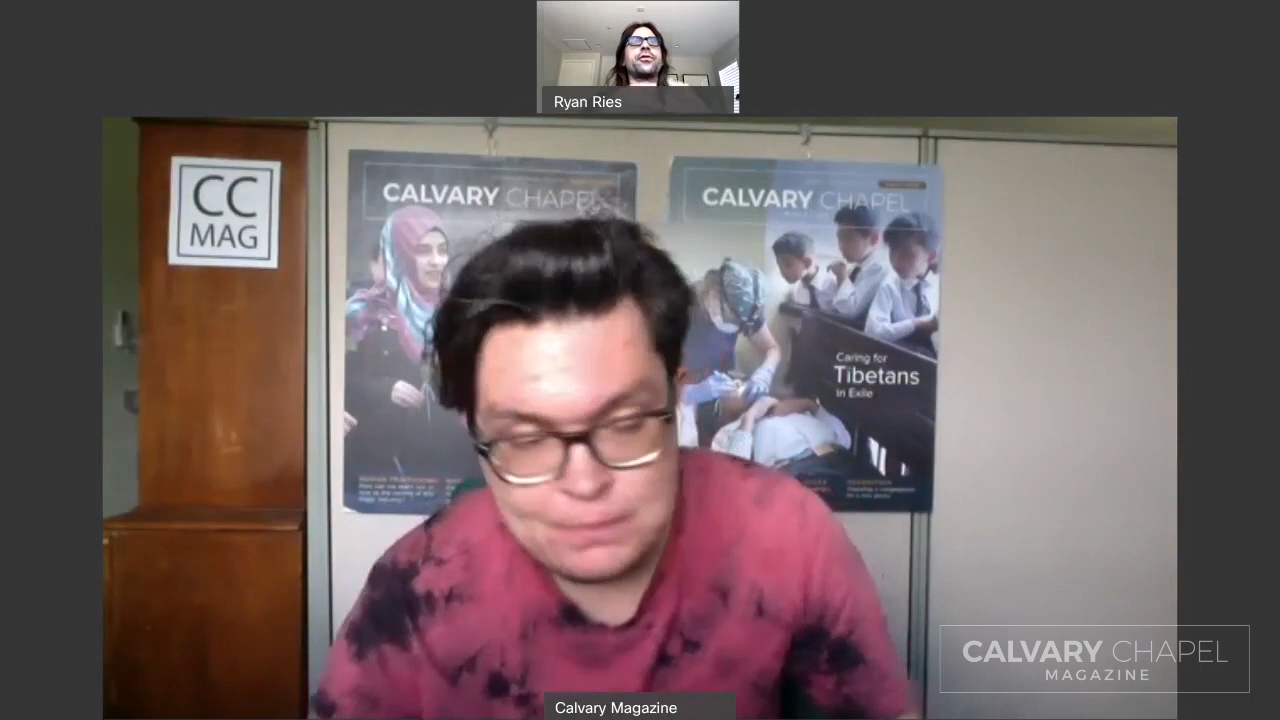 Ryan Ries
CC
MAG
CALVARY CHAPEL
CALVARY CHAPEL
Caring for
Tibetans
in Exile
CALVARY CHAPEL
MAGAZINE
Calvary Magazine